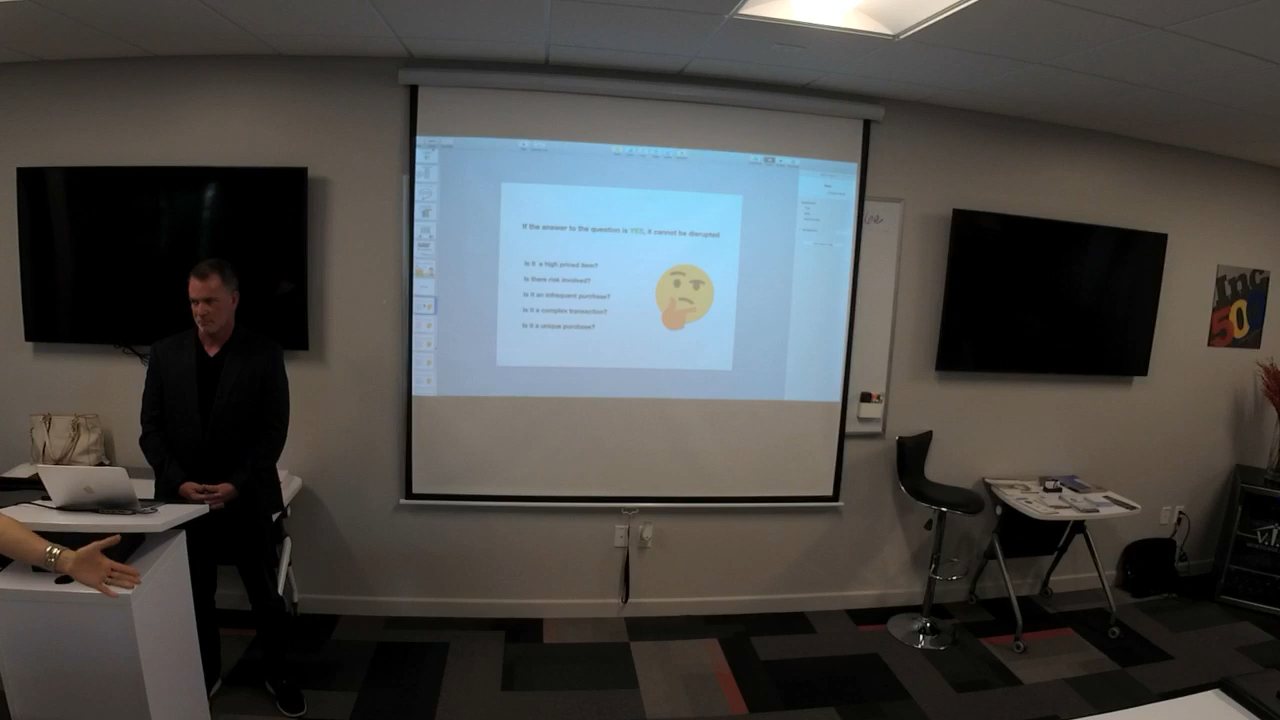 If the answer to the question is YES, it cannot be disrupted
Is it a high priced item?
Is there risk involved?
Is it an infrequent purchase?
Is it a complex transaction?
Is it a unique purchase?
Inc
500